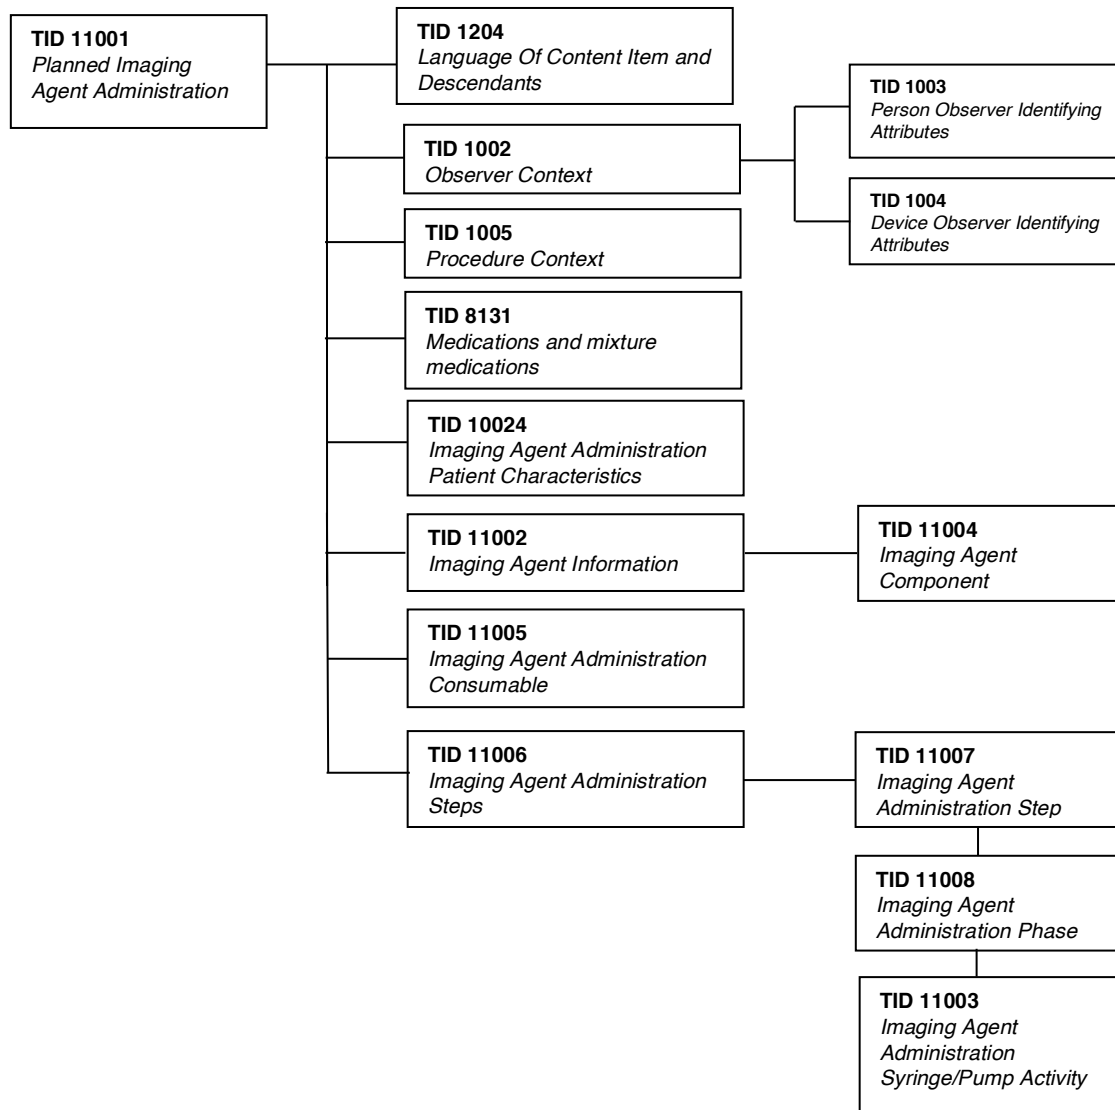 TID 11001
Planned Imaging
Agent Administration
TID 1204
Language Of Content Item and
Descendants
TID 1002
Observer Context
TID 1003
Person Observer Identifying
Attributes
TID 1004
Device Observer Identifying
Attributes
TID 1005
Procedure Context
TID 8131
Medications and mixture
medications
TID 10024
Imaging Agent Administration
Patient Characteristics
TID 11002
Imaging Agent Information
TID 11004
Imaging Agent
Component
TID 11005
Imaging Agent Administration
Consumable
TID 11006
Imaging Agent Administration
Steps
TID 11007
Imaging Agent
Administration Step
TID 11008
Imaging Agent
Administration Phase
TID 11003
Imaging Agent
Administration
Syringe/Pump Activity